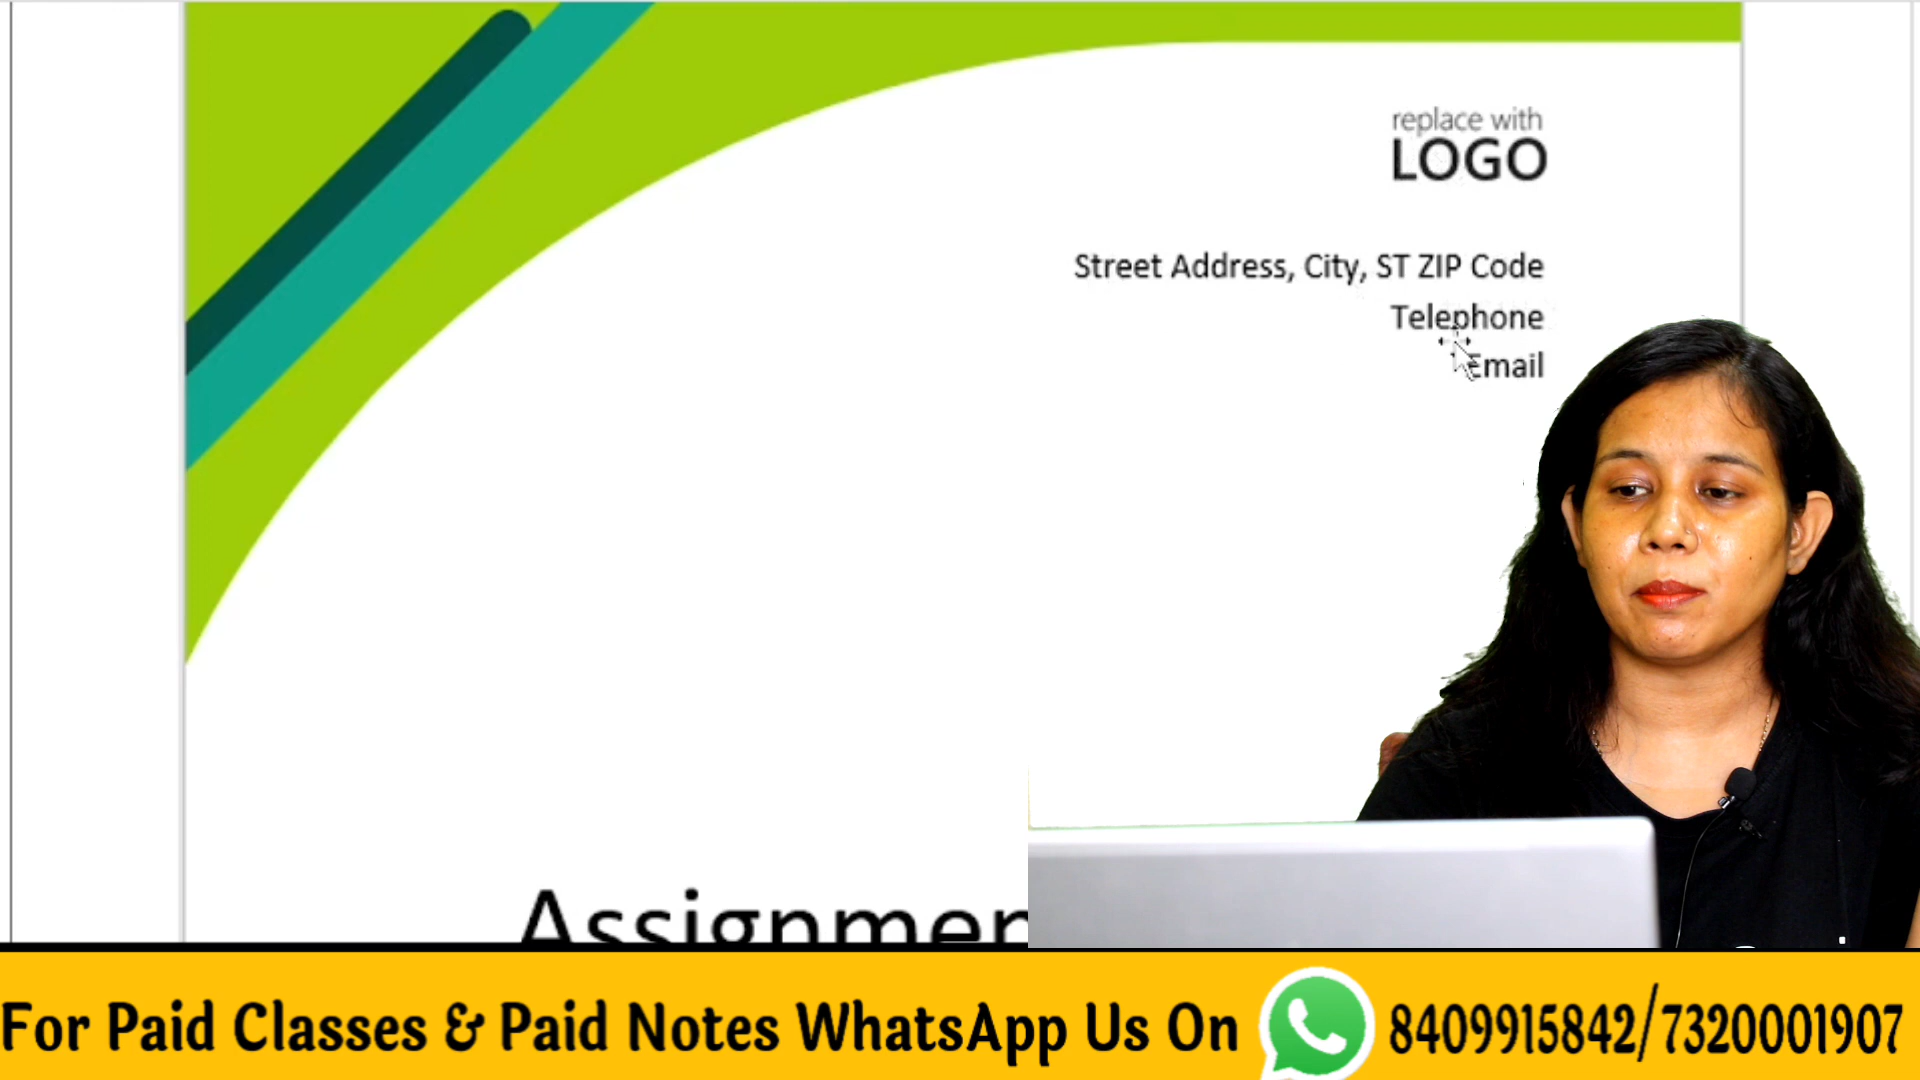 replace with
LOGO
Street Address, City, ST ZIP Code
Telephone
Email
For Paid Classes & Paid Notes WhatsApp Us On 8409915842/7320001907